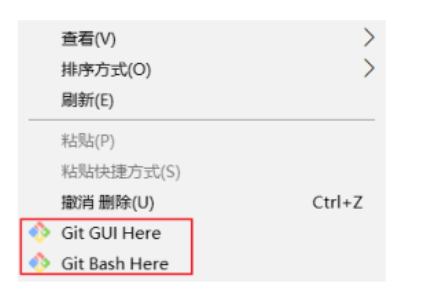 查看(V)
排序方式(O)
刷新(E)
粘贴(P)
粘贴快捷方式(S)
撤消 删除(U) Ctrl+Z
Git GUI Here
Git Bash Here